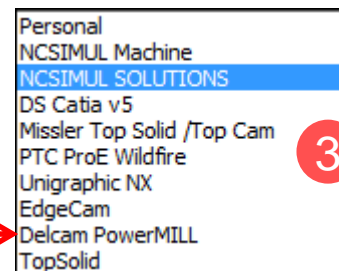 Personal
NCSIMUL Machine
NCSIMUL SOLUTIONS
DS Catia v5
Missler Top Solid /Top Cam
PTC ProE Wildfire
Unigraphic NX
EdgeCam
Delcam PowerMILL
TopSolid
3